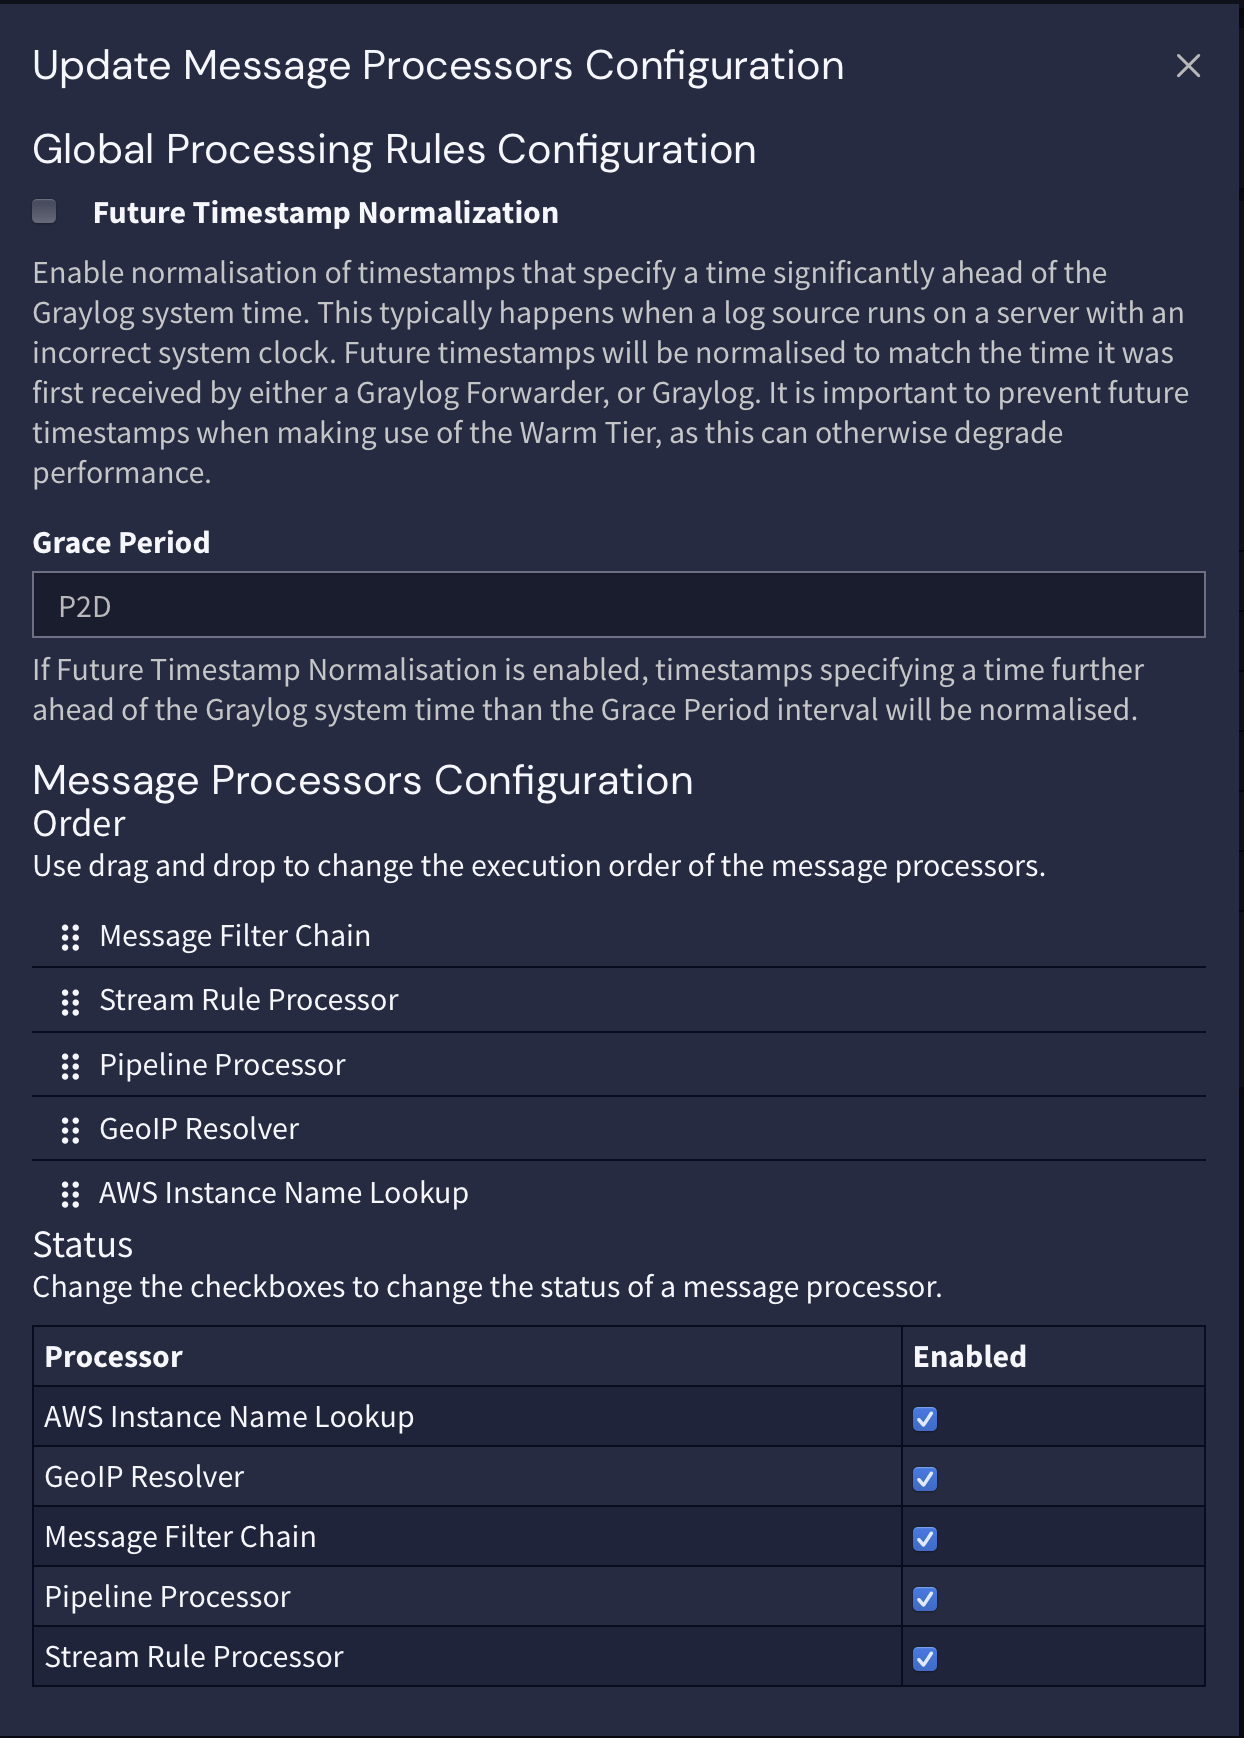 Update Message Processors Configuration
Global Processing Rules Configuration
Future Timestamp Normalization
Enable normalisation of timestamps that specify a time significantly ahead of the
Graylog system time. This typically happens when a log source runs on a server with an
incorrect system clock. Future timestamps will be normalised to match the time it was
first received by either a Graylog Forwarder, or Graylog. It is important to prevent future
timestamps when making use of the Warm Tier, as this can otherwise degrade
performance.
Grace Period
P2D
If Future Timestamp Normalisation is enabled, timestamps specifying a time further
ahead of the Graylog system time than the Grace Period interval will be normalised.
Message Processors Configuration
Order
Use drag and drop to change the execution order of the message processors.
Message Filter Chain
Stream Rule Processor
Pipeline Processor
GeoIP Resolver
AWS Instance Name Lookup
Status
Change the checkboxes to change the status of a message processor.
Processor Enabled
AWS Instance Name Lookup
GeoIP Resolver
Message Filter Chain
Pipeline Processor
Stream Rule Processor